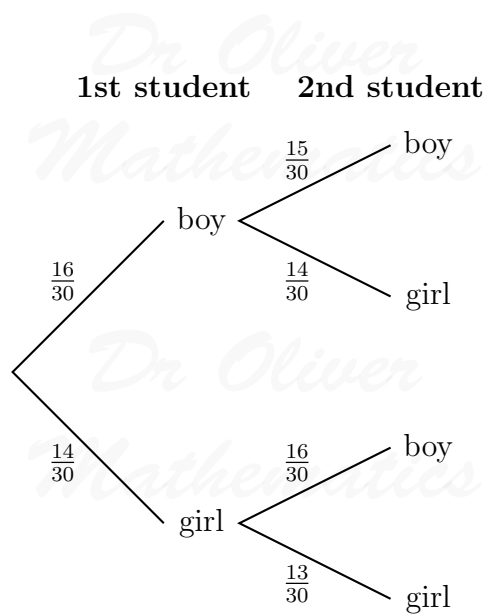 Dr Oliver
1st student 2nd student
Mathematics
15/30 boy
boy
16/30
14/30 girl
Dr Oliver
14/30
Mathematics
16/30 boy
girl
13/30 girl